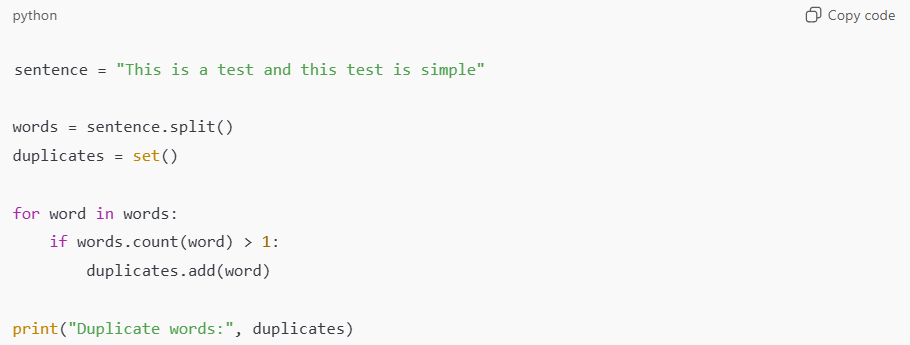 python
Copy code
sentence = "This is a test and this test is simple"
words = sentence.split()
duplicates = set()
for word in words:
    if words.count(word) > 1:
        duplicates.add(word)
print("Duplicate words:", duplicates)